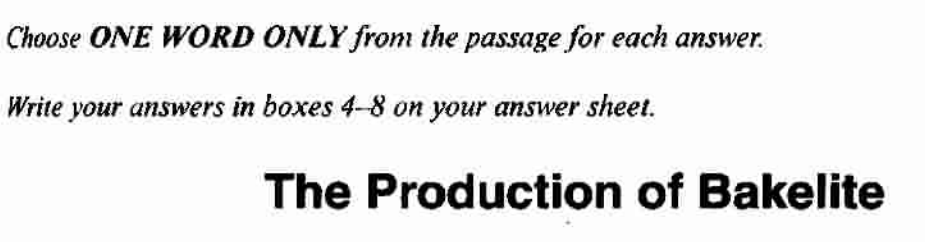 Choose ONE WORD ONLY from the passage for each answer.
Write your answers in boxes 4–8 on your answer sheet.
The Production of Bakelite